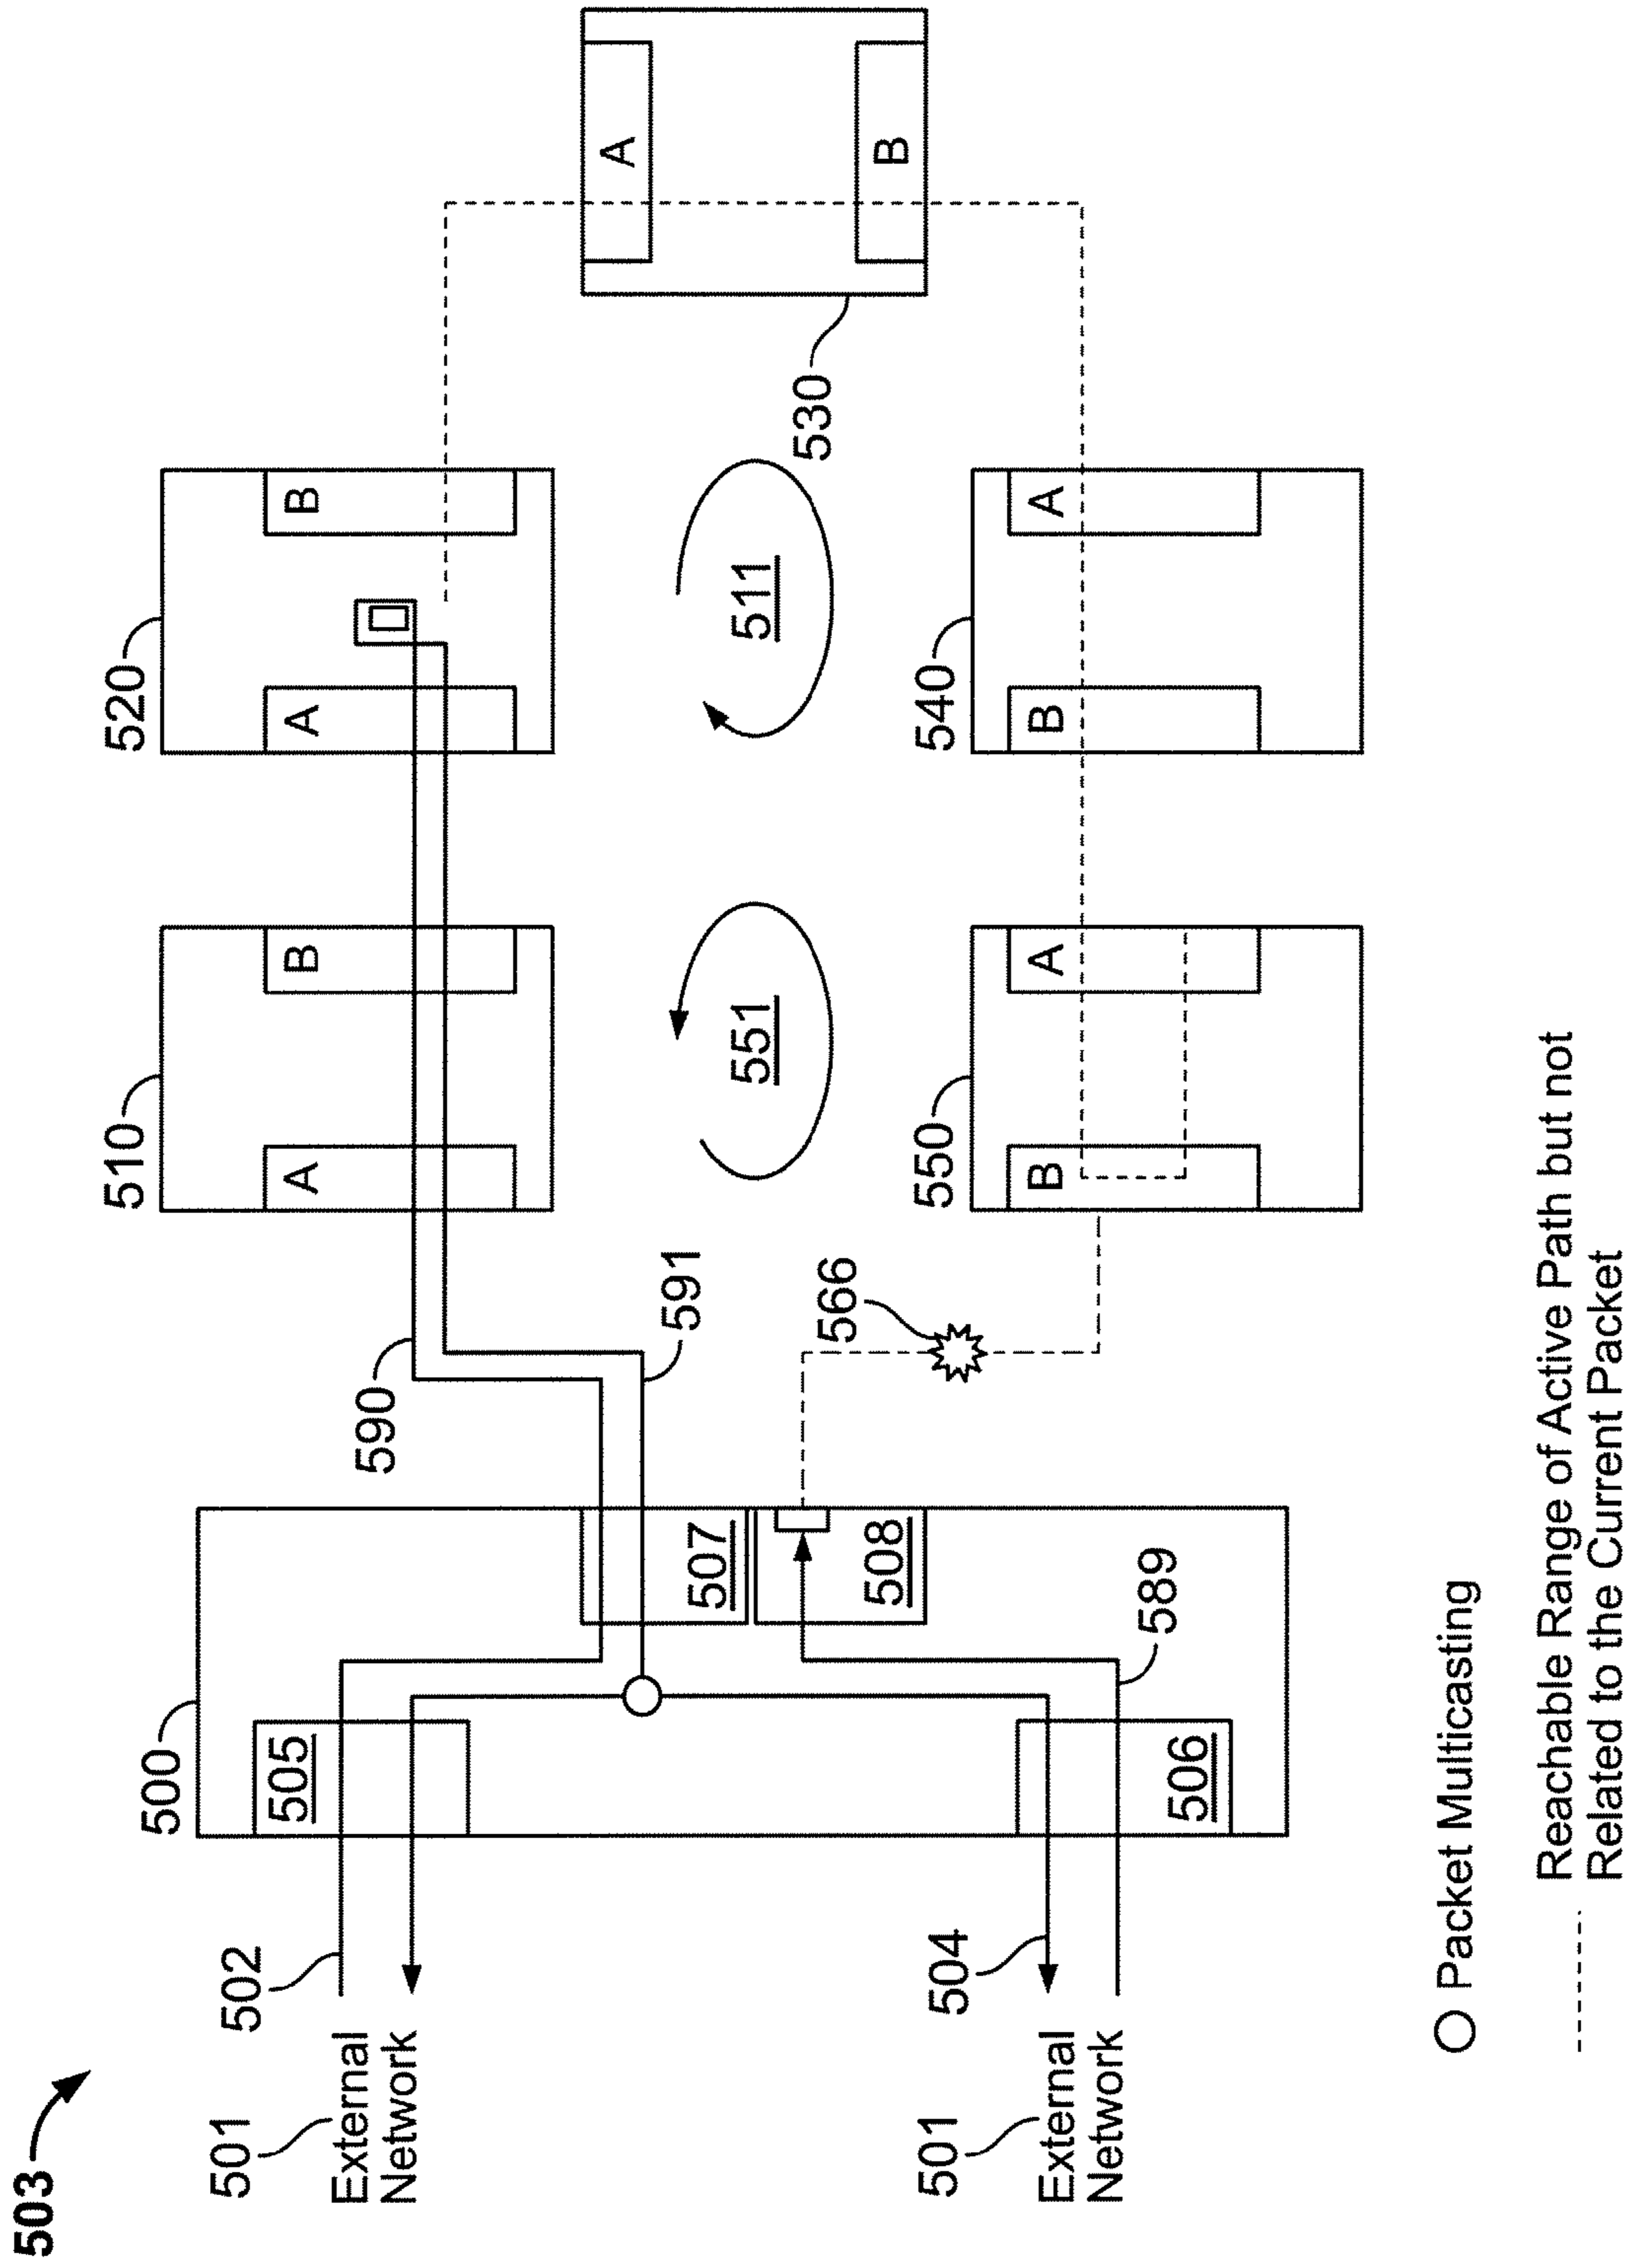 503
501
External
Network
502
500
505
590
591
507
510
A
B
520
A
B
A
B
530
551
511
501
External
Network
504
506
508
589
566
550
B
A
540
B
A
Packet Multicasting
Reachable Range of Active Path but not
Related to the Current Packet